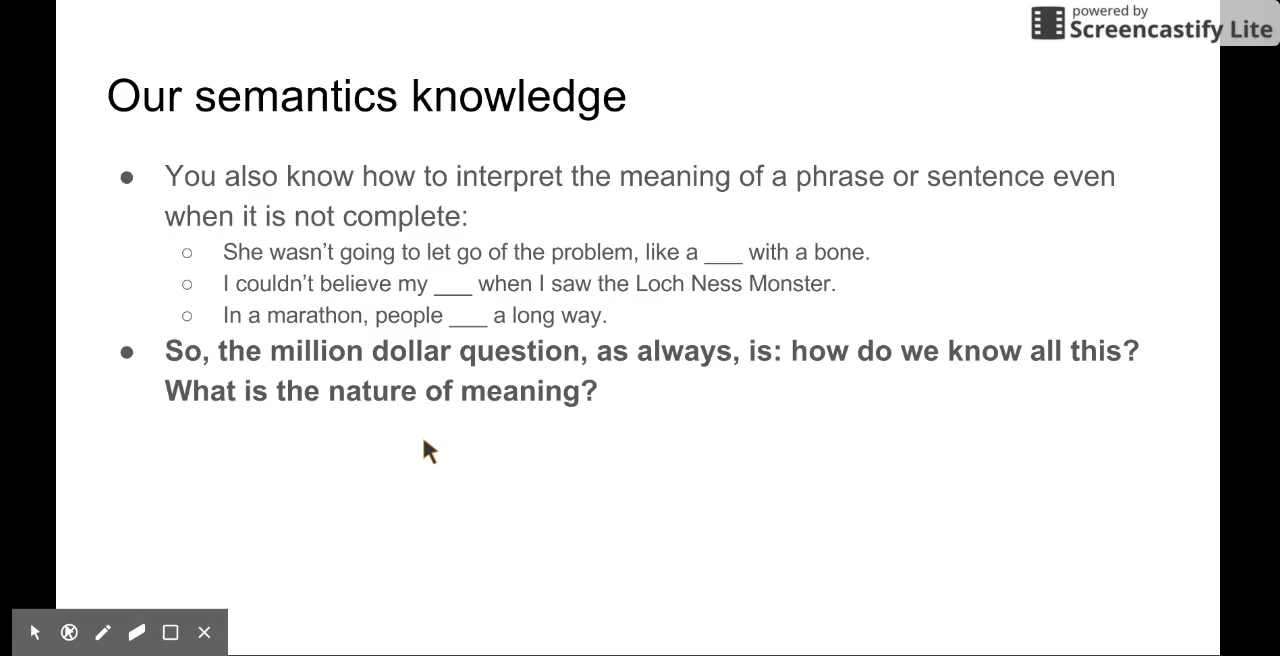 powered by
Screencastify Lite
Our semantics knowledge
● You also know how to interpret the meaning of a phrase or sentence even
when it is not complete:
○ She wasn’t going to let go of the problem, like a ___ with a bone.
○ I couldn’t believe my ___ when I saw the Loch Ness Monster.
○ In a marathon, people ___ a long way.
● So, the million dollar question, as always, is: how do we know all this?
What is the nature of meaning?